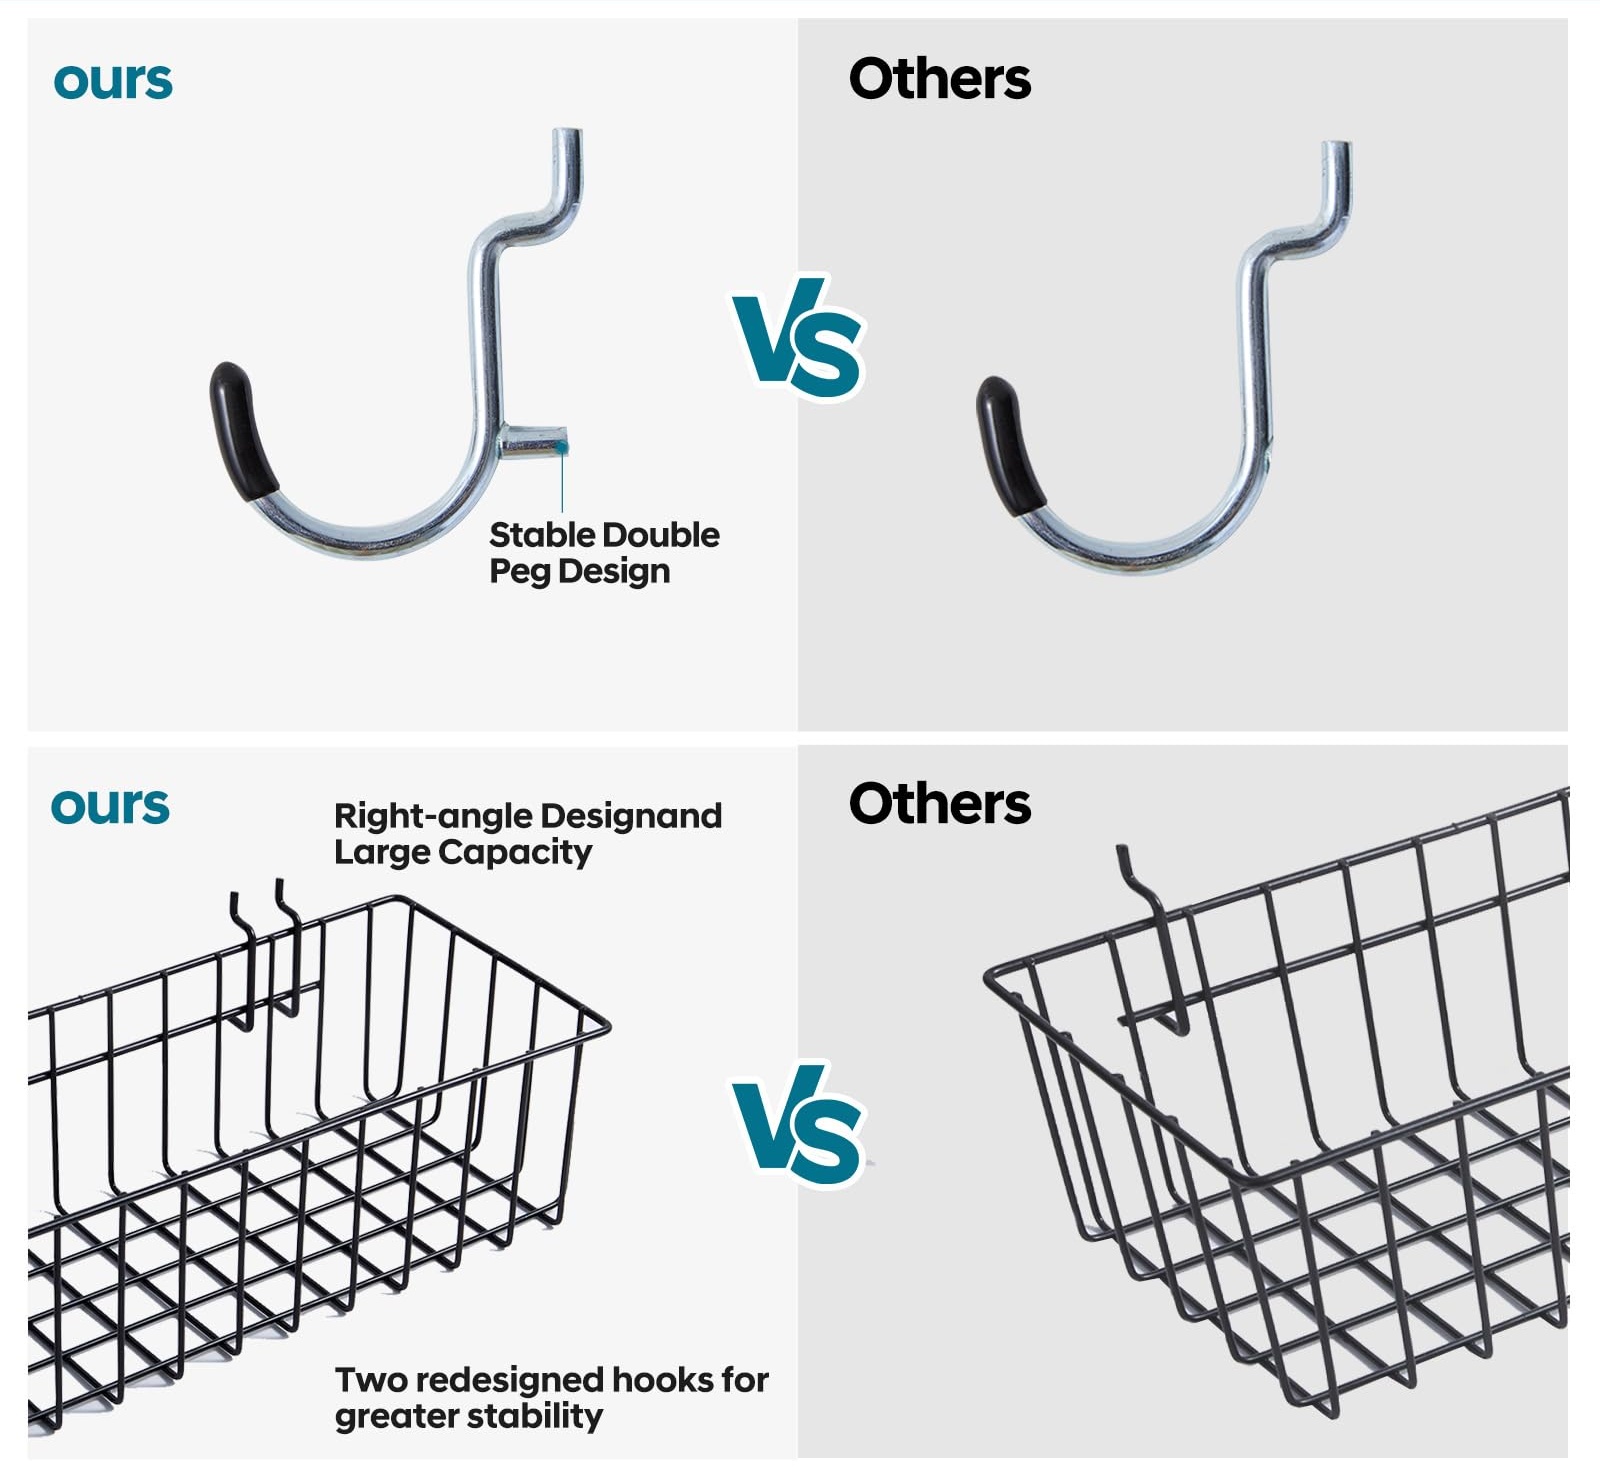 ours
Others
VS
Stable Double
Peg Design
ours
Right-angle Designand
Large Capacity
Others
VS
Two redesigned hooks for
greater stability